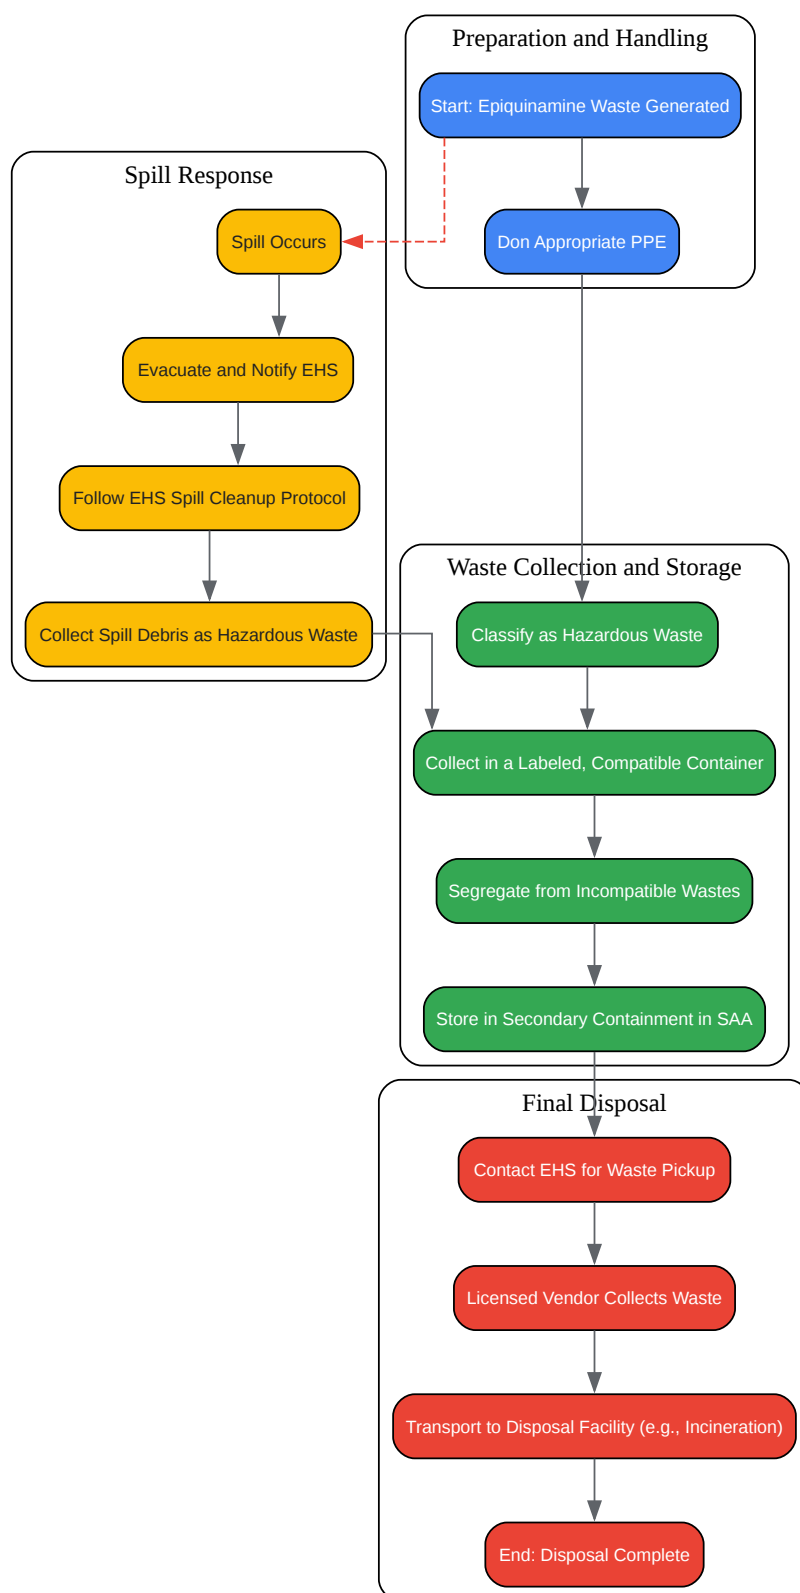 Preparation and Handling
Start: Epiquinamine Waste Generated
Don Appropriate PPE
Spill Response
Spill Occurs
Evacuate and Notify EHS
Follow EHS Spill Cleanup Protocol
Collect Spill Debris as Hazardous Waste
Waste Collection and Storage
Classify as Hazardous Waste
Collect in a Labeled, Compatible Container
Segregate from Incompatible Wastes
Store in Secondary Containment in SAA
Final Disposal
Contact EHS for Waste Pickup
Licensed Vendor Collects Waste
Transport to Disposal Facility (e.g., Incineration)
End: Disposal Complete